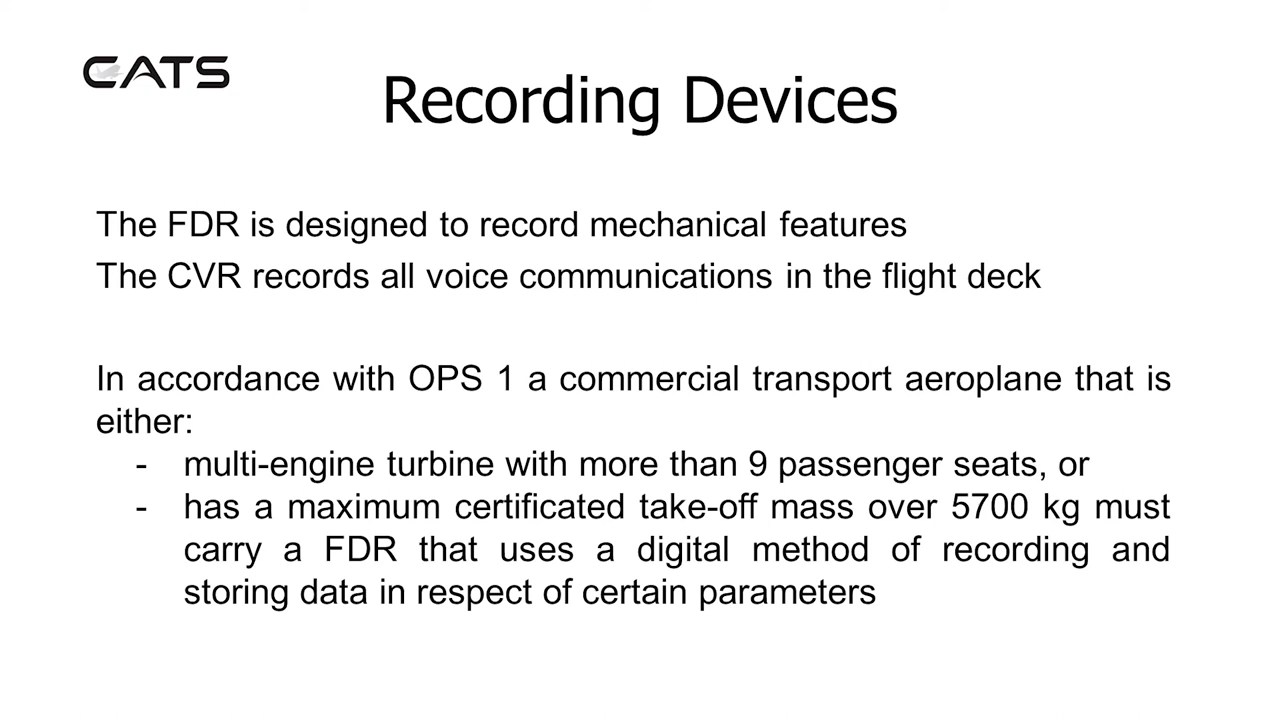 CATS
Recording Devices
The FDR is designed to record mechanical features
The CVR records all voice communications in the flight deck
In accordance with OPS 1 a commercial transport aeroplane that is
either:
- multi-engine turbine with more than 9 passenger seats, or
- has a maximum certificated take-off mass over 5700 kg must
carry a FDR that uses a digital method of recording and
storing data in respect of certain parameters